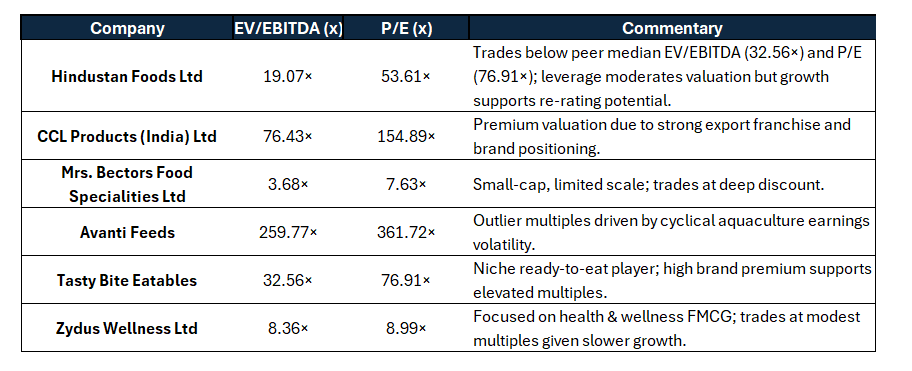 Company EV/EBITDA (x) P/E (x) Commentary
Trades below peer median EV/EBITDA (32.56×) and P/E
Hindustan Foods Ltd 19.07× 53.61× (76.91×); leverage moderates valuation but growth
supports re-rating potential.
CCL Products (India) Ltd 76.43× 154.89× Premium valuation due to strong export franchise and
brand positioning.
Mrs. Bectors Food
Specialities Ltd 3.68× 7.63× Small-cap, limited scale; trades at deep discount.
Avanti Feeds 259.77× 361.72× Outlier multiples driven by cyclical aquaculture earnings
volatility.
Tasty Bite Eatables 32.56× 76.91× Niche ready-to-eat player; high brand premium supports
elevated multiples.
Zydus Wellness Ltd 8.36× 8.99× Focused on health & wellness FMCG; trades at modest
multiples given slower growth.